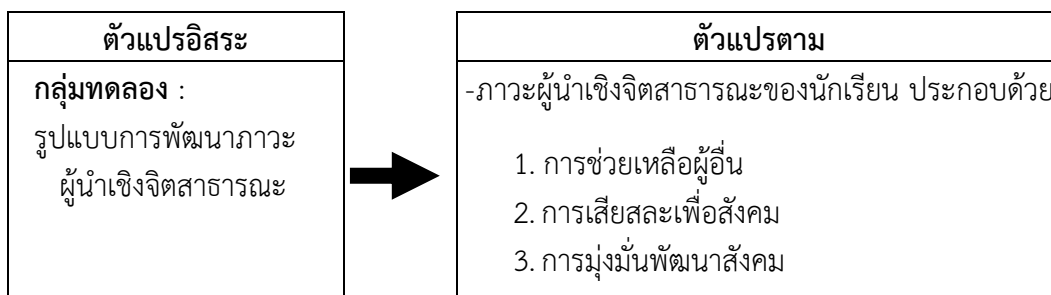 ตัวแปรอิสระ
กลุ่มทดลอง :
รูปแบบการพัฒนาภาวะ
ผู้นำเชิงจิตสาธารณะ
ตัวแปรตาม
-ภาวะผู้นำเชิงจิตสาธารณะของนักเรียน ประกอบด้วย
1. การช่วยเหลือผู้อื่น
2. การเสียสละเพื่อสังคม
3. การมุ่งมั่นพัฒนาสังคม